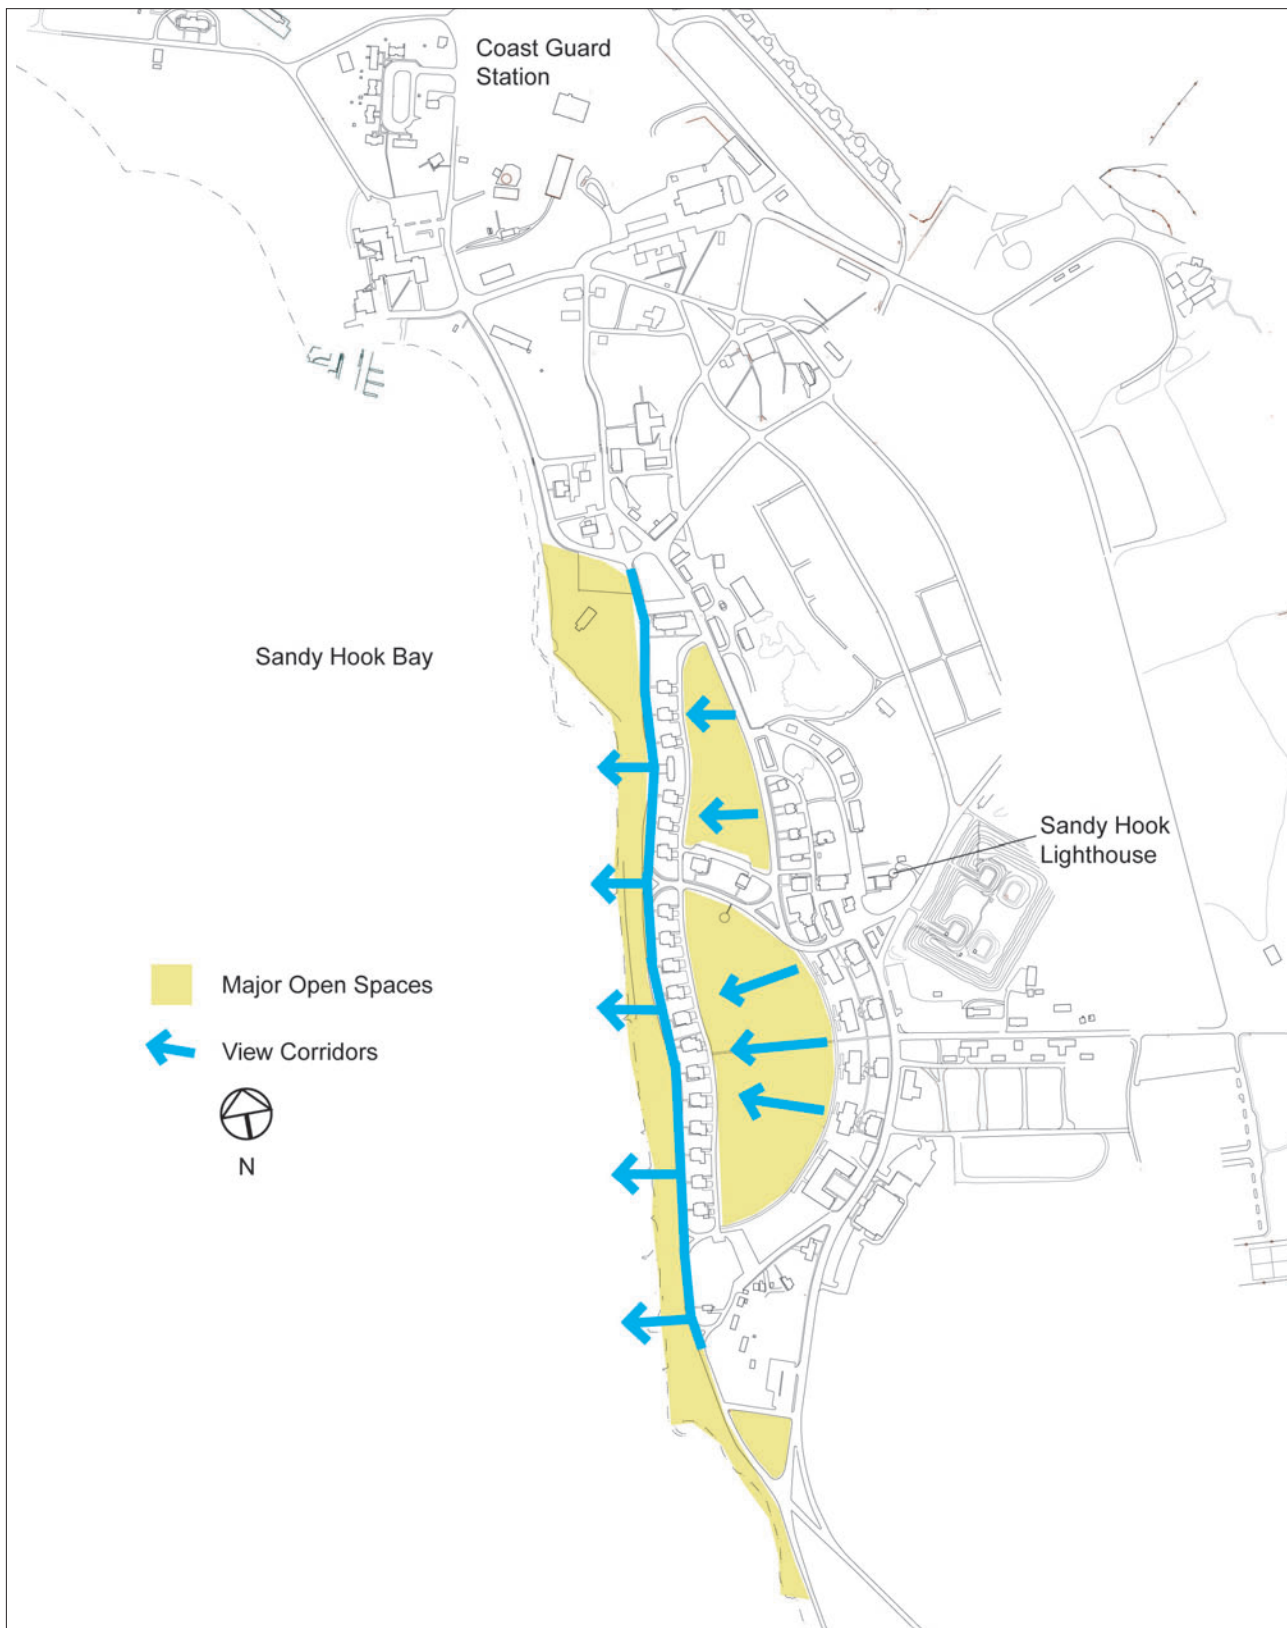 Coast Guard
Station
Sandy Hook Bay
Sandy Hook
Lighthouse
Major Open Spaces
View Corridors
N